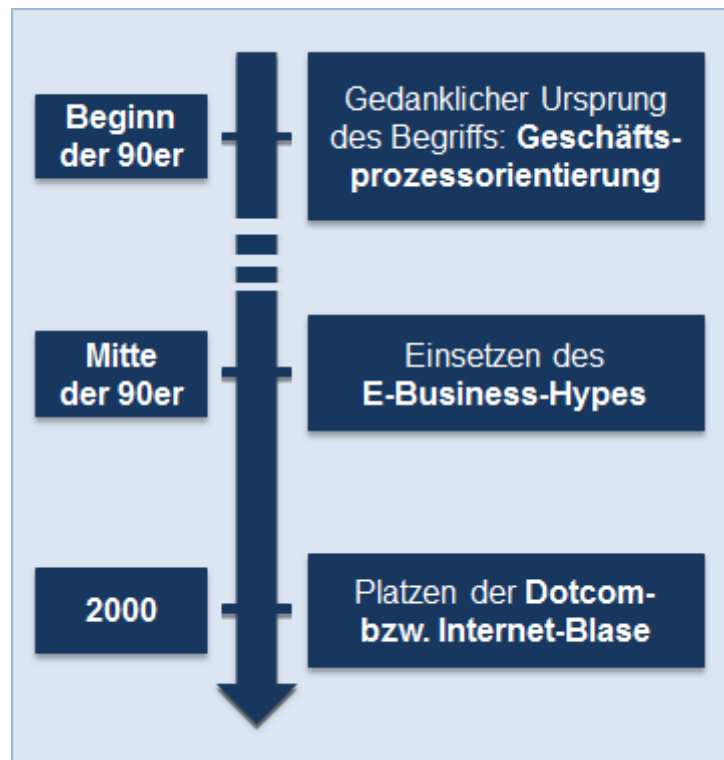 Beginn
der 90er
Gedanklicher Ursprung
des Begriffs: Geschäfts-
prozessorientierung
Mitte
der 90er
Einsetzen des
E-Business-Hypes
2000
Platzen der Dotcom-
bzw. Internet-Blase